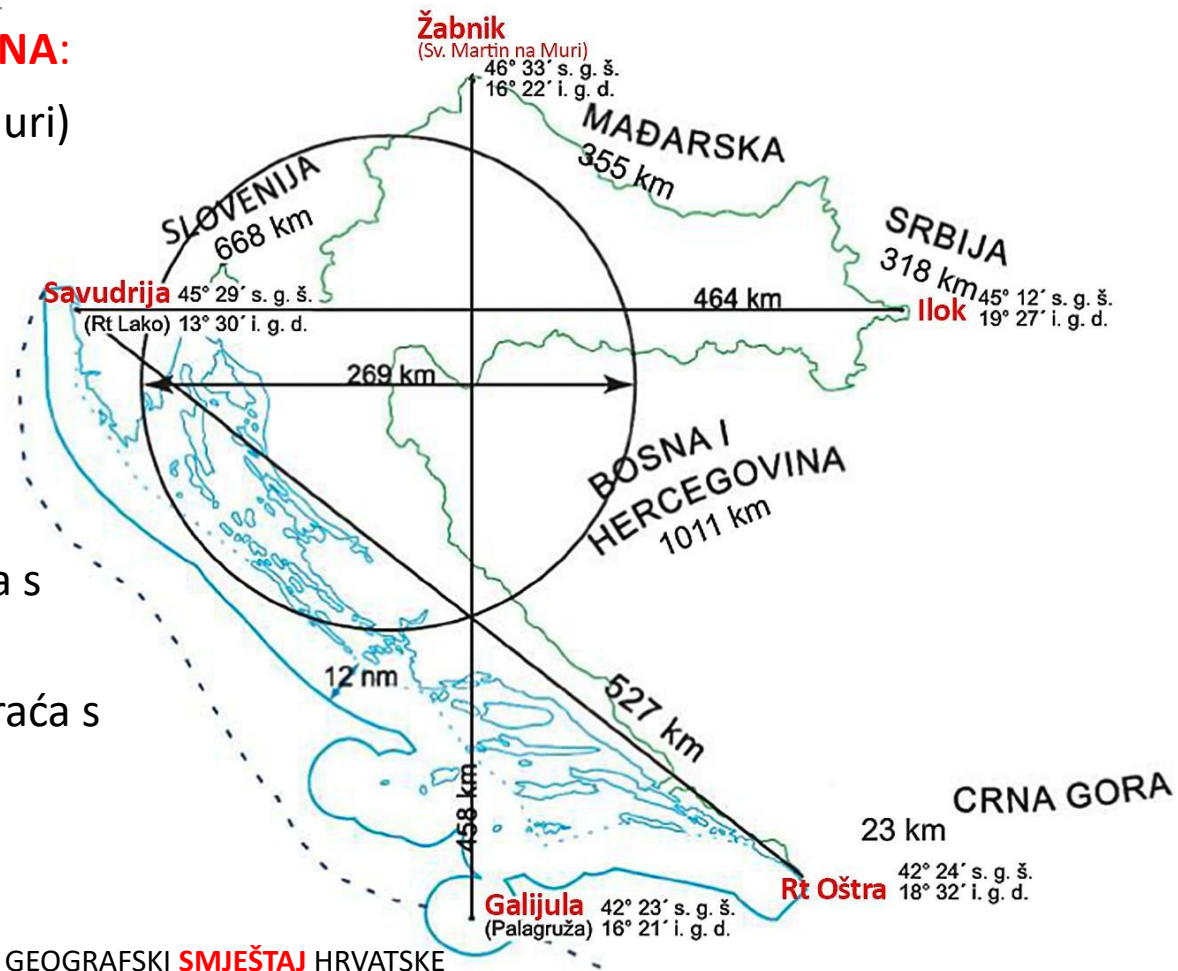 NA:
uri)
a s
raća s
Žabnik
(Sv. Martin na Muri)
46° 33´ s. g. š.
16° 22´ i. g. d.
MAĐARSKA
355 km
SLOVENIJA
668 km
SRBIJA
318 km
Savudrija 45° 29´ s. g. š.
(Rt Lako) 13° 30´ i. g. d.
464 km
Ilok
45° 12´ s. g. š.
19° 27´ i. g. d.
269 km
BOSNA I
HERCEGOVINA
1011 km
12 nm
527 km
458 km
CRNA GORA
23 km
Rt Oštra
42° 24´ s. g. š.
18° 32´ i. g. d.
Galijula 42° 23´ s. g. š.
(Palagruža) 16° 21´ i. g. d.
GEOGRAFSKI SMJEŠTAJ HRVATSKE